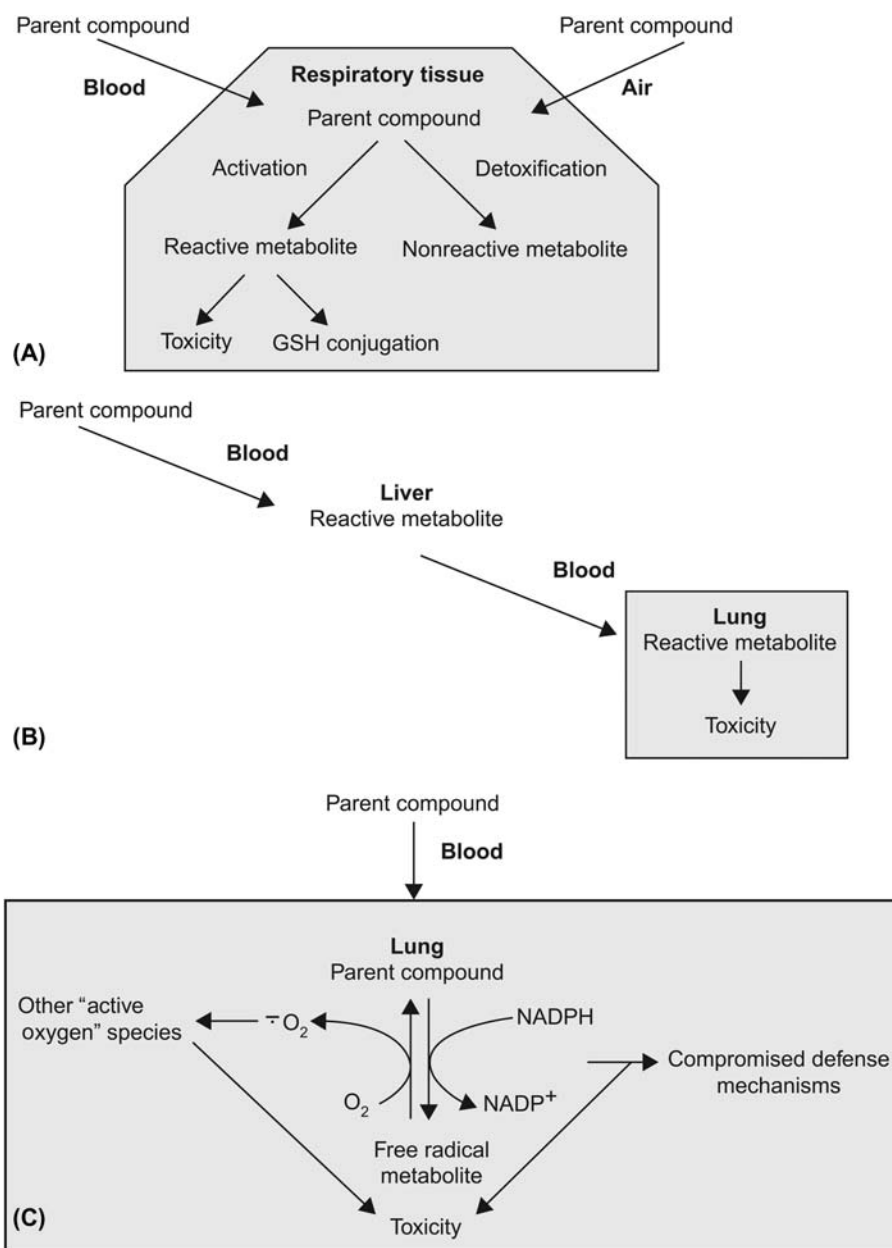 Parent compound
Parent compound
Blood
Respiratory tissue
Air
Parent compound
Activation
Detoxification
Reactive metabolite
Nonreactive metabolite
Toxicity
GSH conjugation
(A)
Parent compound
Blood
Liver
Reactive metabolite
Blood
Lung
Reactive metabolite
Toxicity
(B)
Parent compound
Blood
Lung
Parent compound
Other “active
oxygen” species
⨪O₂
NADPH
Compromised defense
mechanisms
O₂
NADP⁺
Free radical
metabolite
Toxicity
(C)